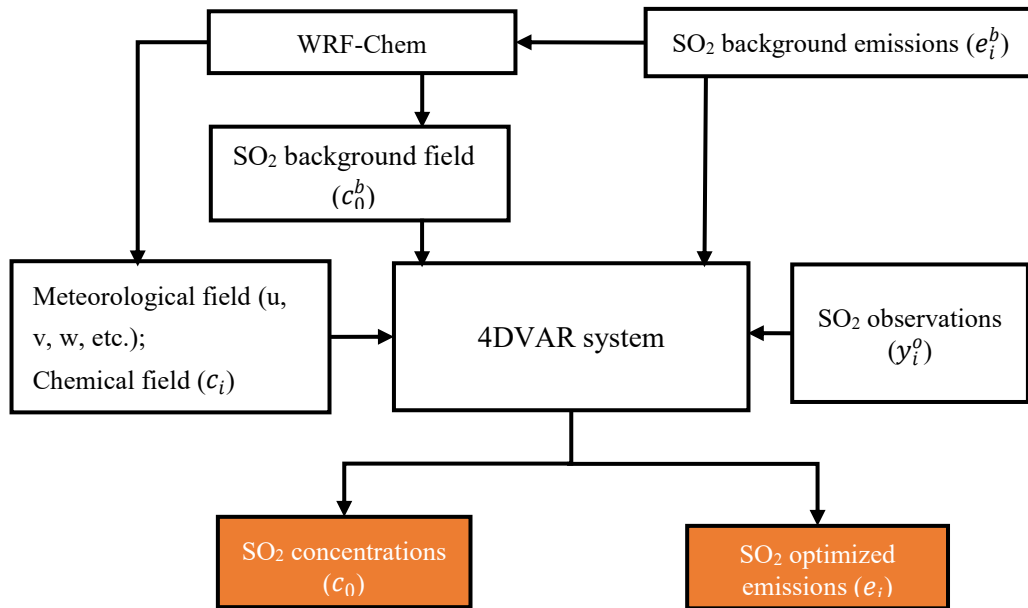 WRF-Chem
SO₂ background emissions (e_i^b)
SO₂ background field
(c_0^b)
Meteorological field (u,
v, w, etc.);
Chemical field (c_i)
4DVAR system
SO₂ observations
(y_i^o)
SO₂ concentrations
(c_0)
SO₂ optimized
emissions (e_i)